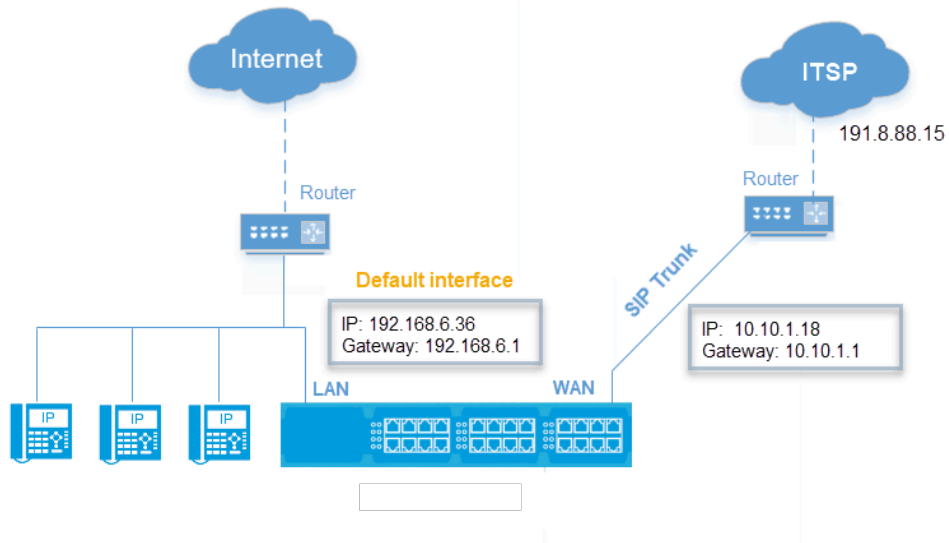 Internet
ITSP
191.8.88.15
Router
Router
SIP Trunk
Default interface
IP: 192.168.6.36
Gateway: 192.168.6.1
IP: 10.10.1.18
Gateway: 10.10.1.1
LAN
WAN
IP
IP
IP